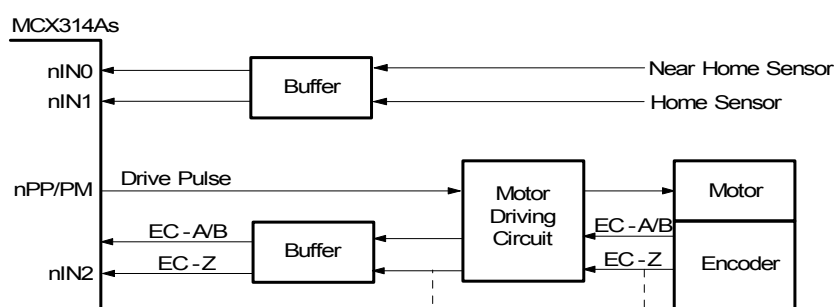 MCX314As
nIN0
Near Home Sensor
Buffer
nIN1
Home Sensor
nPP/PM
Drive Pulse
Motor
Driving
Circuit
Motor
EC-A/B
EC-A/B
Buffer
nIN2
EC-Z
EC-Z
Encoder